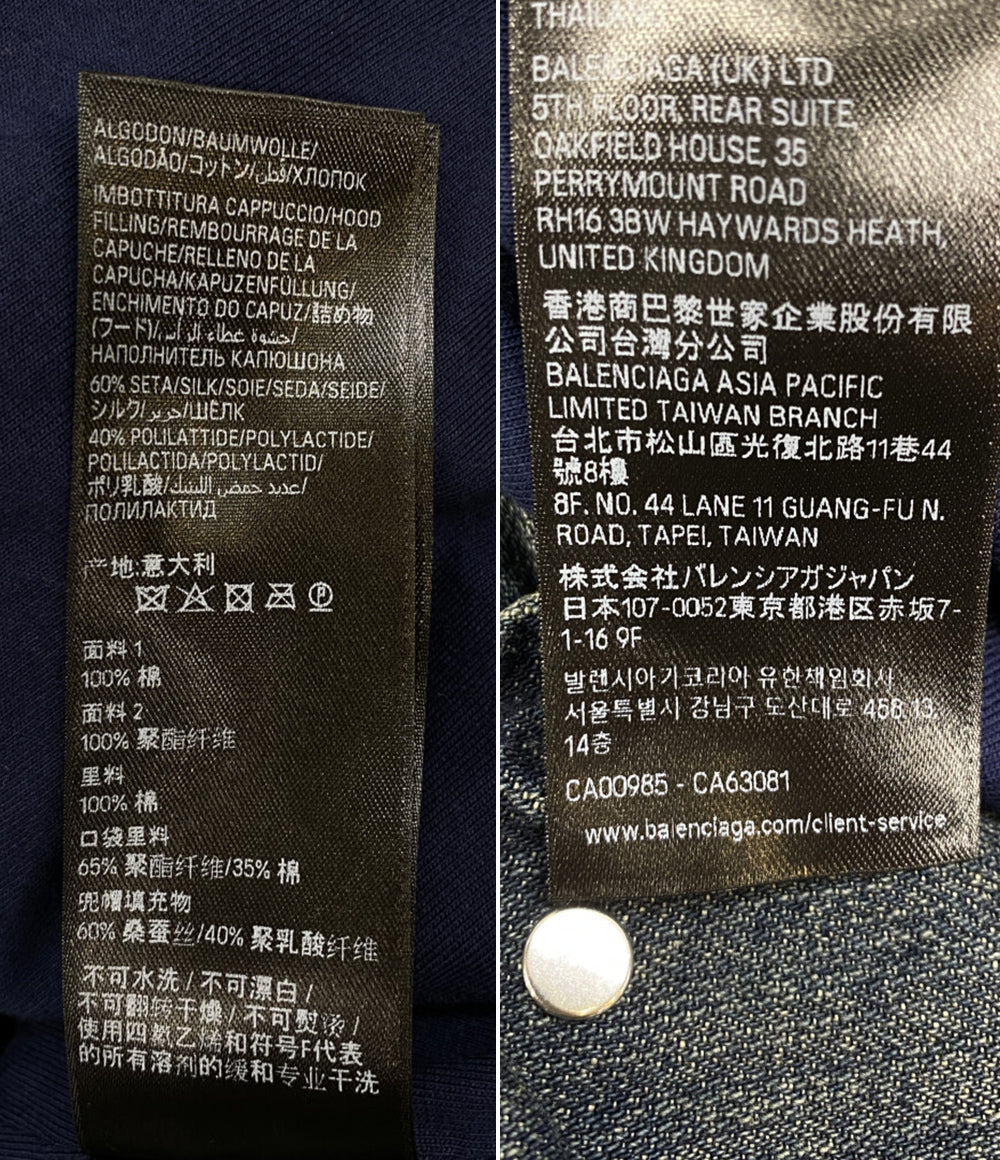 ALGODON/BAUMWOLLE/
ALGODÃO/コットン/قطن/ХЛОПОК
IMBOTTITURA CAPPUCCIO/HOOD
FILLING/REMBOURRAGE DE LA
CAPUCHE/RELLENO DE LA
CAPUCHA/KAPUZENFÜLLUNG/
ENCHIMENTO DO CAPUZ/詰め物
(フード)/حشوة غطاء الرأس/
НАПОЛНИТЕЛЬ КАПЮШОНА
60% SETA/SILK/SOIE/SEDA/SEIDE/
シルク/حرير/ШЁЛК
40% POLILATTIDE/POLYLACTIDE/
POLILACTIDA/POLYLACTID/
ポリ乳酸/عديد حمض اللبنيك/
ПОЛИЛАКТИД
产地:意大利
面料 1
100% 棉
面料 2
100% 聚酯纤维
里料
100% 棉
口袋里料
65% 聚酯纤维/35% 棉
兜帽填充物
60% 桑蚕丝/40% 聚乳酸纤维
不可水洗 / 不可漂白 /
不可翻转干燥 / 不可熨烫 /
使用四氯乙烯和符号F代表
的所有溶剂的缓和专业干洗
THAILAND
BALENCIAGA (UK) LTD
5TH FLOOR, REAR SUITE,
OAKFIELD HOUSE, 35
PERRYMOUNT ROAD
RH16 3BW HAYWARDS HEATH,
UNITED KINGDOM
香港商巴黎世家企業股份有限
公司台灣分公司
BALENCIAGA ASIA PACIFIC
LIMITED TAIWAN BRANCH
台北市松山區光復北路11巷44
號8樓
8F. NO. 44 LANE 11 GUANG-FU N.
ROAD, TAPEI, TAIWAN
株式会社バレンシアガジャパン
日本107-0052東京都港区赤坂7-
1-16 9F
발렌시아가코리아 유한책임회사
서울특별시 강남구 도산대로 458 13,
14층
CA00985 - CA63081
www.balenciaga.com/client-service